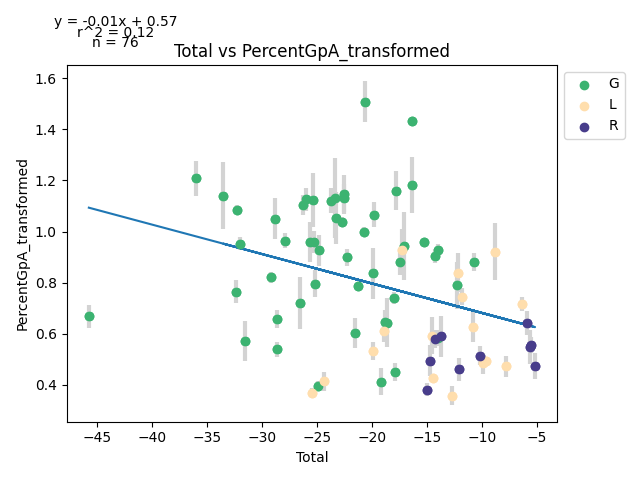 y = -0.01x + 0.57
r^2 = 0.12
n = 76
Total vs PercentGpA_transformed
1.6
1.4
1.2
1.0
0.8
0.6
0.4
PercentGpA_transformed
−45
−40
−35
−30
−25
−20
−15
−10
−5
Total
G
L
R